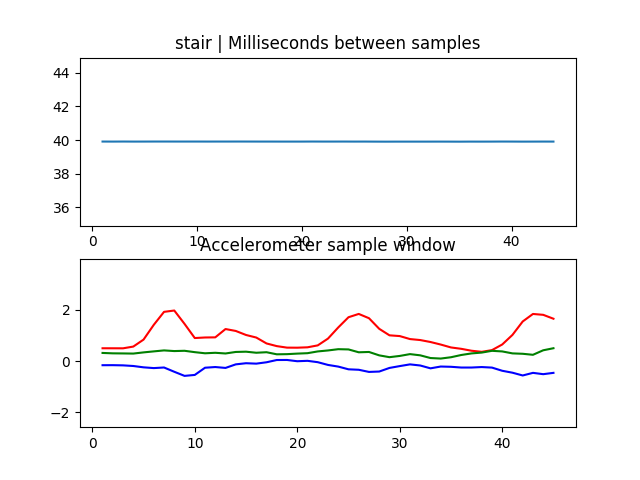 stair | Milliseconds between samples
44
42
40
38
36
0 10 20 30 40
Accelerometer sample window
2
0
−2
0 10 20 30 40